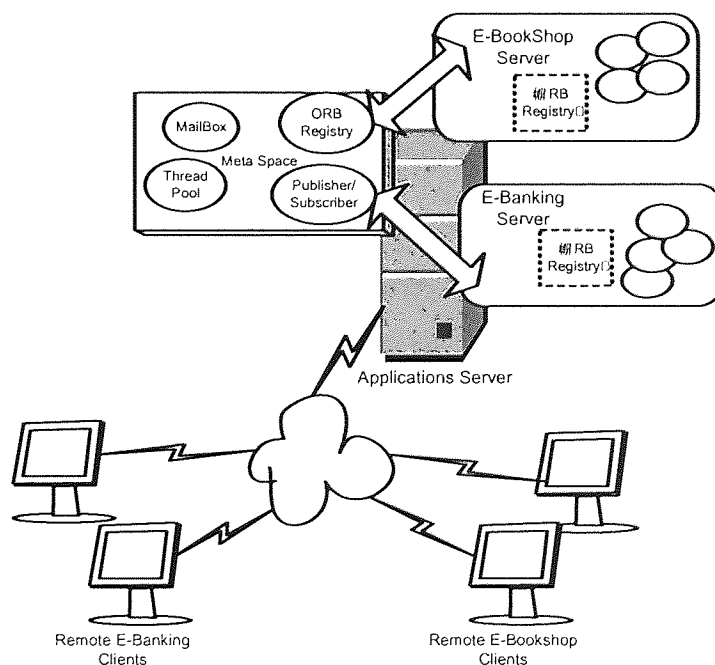 E-BookShop
Server
RB
Registry
MailBox
ORB
Registry
Meta Space
Thread
Pool
Publisher/
Subscriber
E-Banking
Server
RB
Registry
Applications Server
Remote E-Banking
Clients
Remote E-Bookshop
Clients